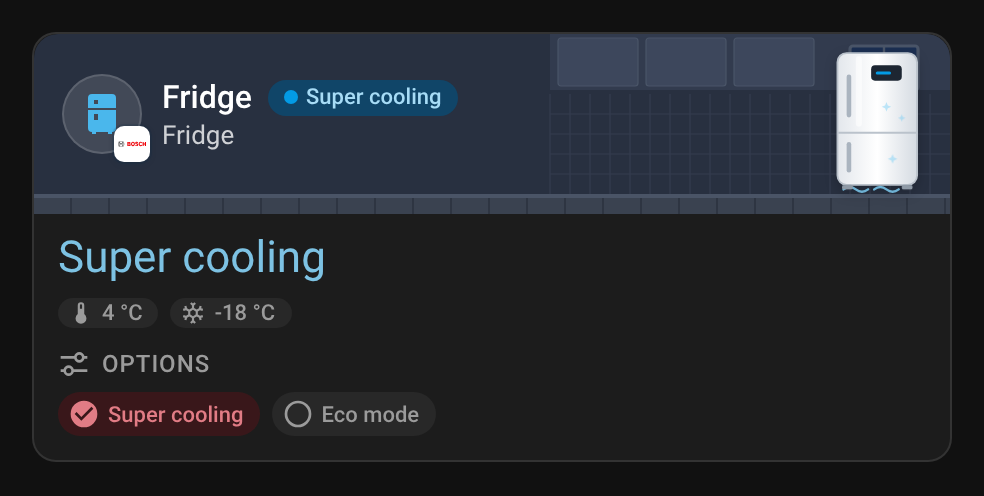 Fridge
Super cooling
Fridge
BOSCH
Super cooling
4 °C
-18 °C
OPTIONS
Super cooling
Eco mode